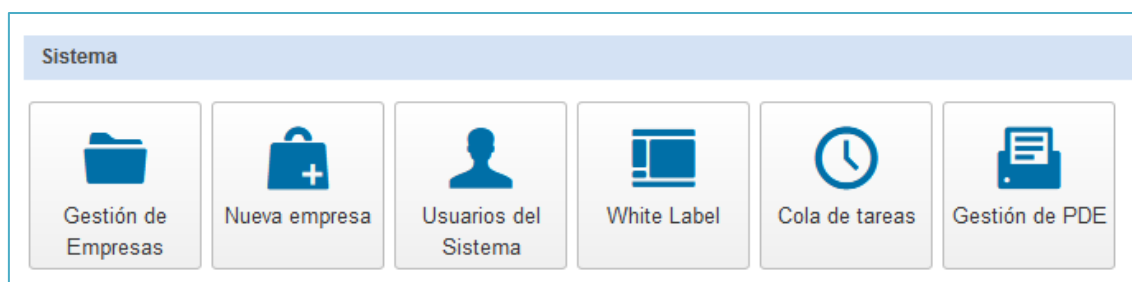 Sistema
Gestión de
Empresas
Nueva empresa
Usuarios del
Sistema
White Label
Cola de tareas
Gestión de PDE